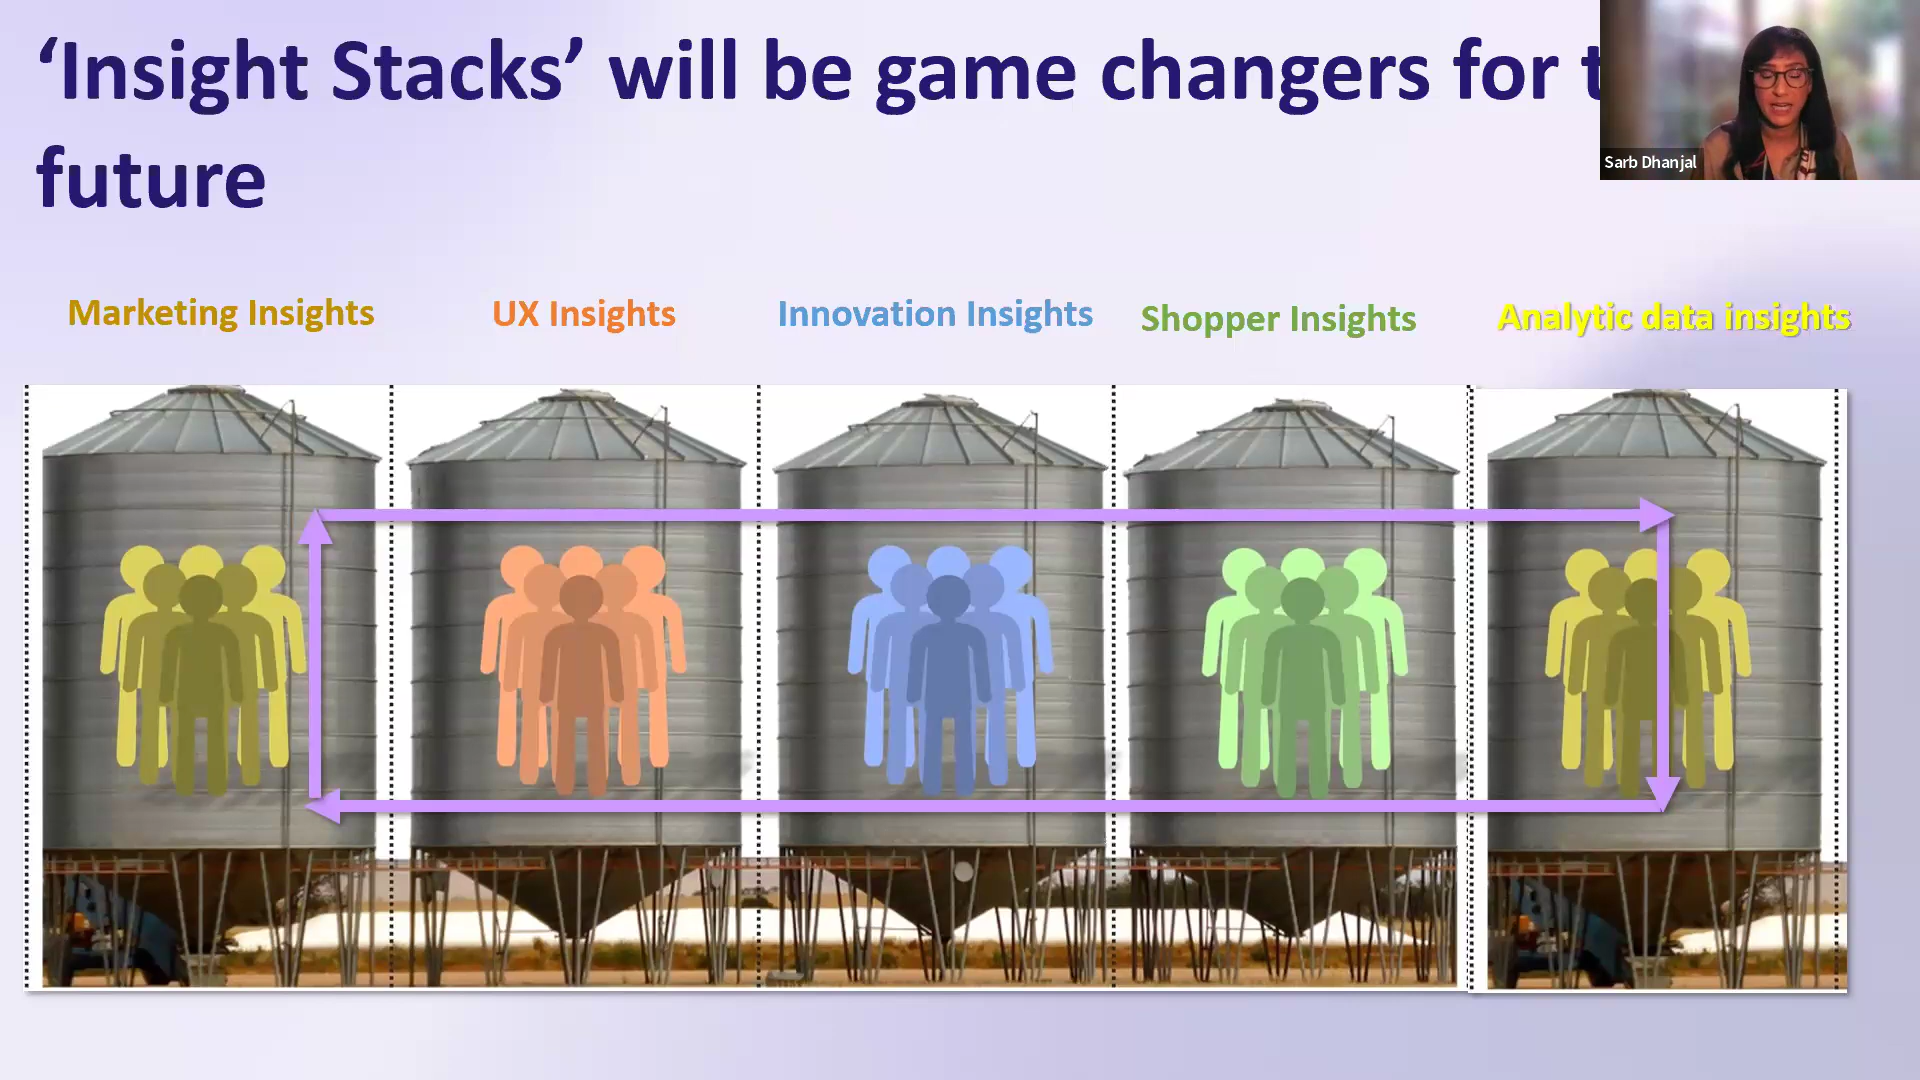 ‘Insight Stacks’ will be game changers for
future
Sarb Dhanjal
Marketing Insights
UX Insights
Innovation Insights
Shopper Insights
Analytic data insights